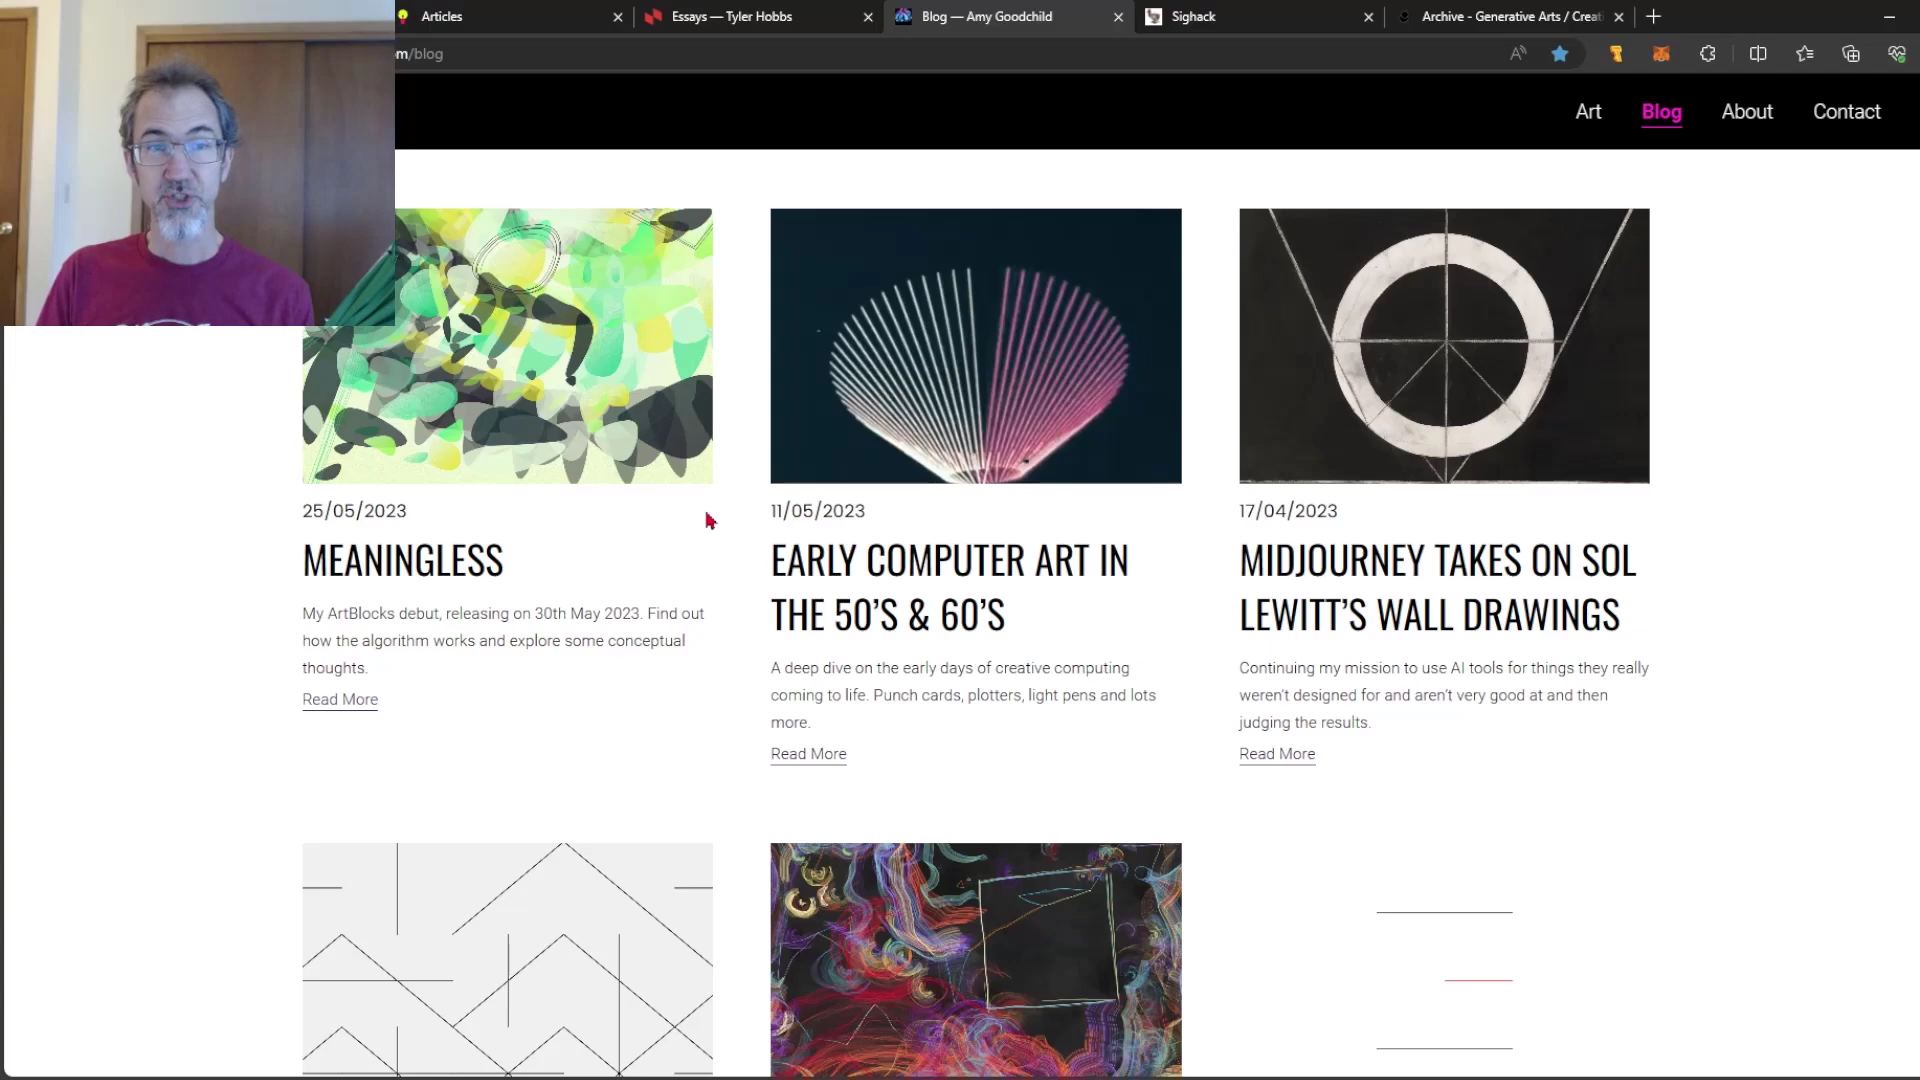 Articles
Essays — Tyler Hobbs
Blog — Amy Goodchild
Sighack
Archive - Generative Arts / Creati
m/blog
Art
Blog
About
Contact
25/05/2023
MEANINGLESS
My ArtBlocks debut, releasing on 30th May 2023. Find out
how the algorithm works and explore some conceptual
thoughts.
Read More
11/05/2023
EARLY COMPUTER ART IN
THE 50’S & 60’S
A deep dive on the early days of creative computing
coming to life. Punch cards, plotters, light pens and lots
more.
Read More
17/04/2023
MIDJOURNEY TAKES ON SOL
LEWITT’S WALL DRAWINGS
Continuing my mission to use AI tools for things they really
weren’t designed for and aren’t very good at and then
judging the results.
Read More